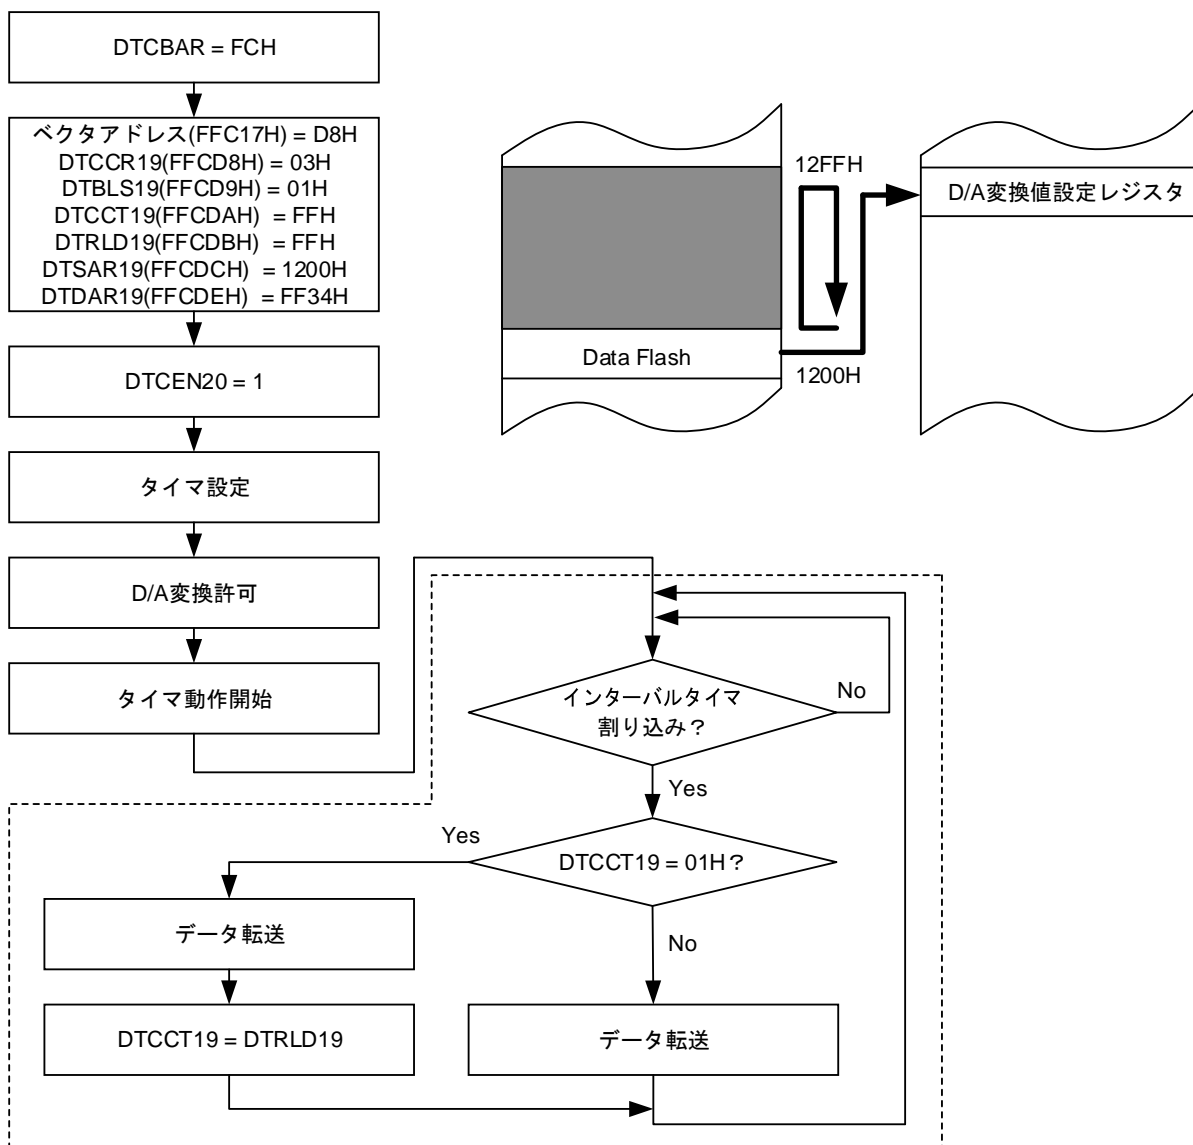 DTCBAR = FCH
ベクタアドレス(FFC17H) = D8H
DTCCR19(FFCD8H) = 03H
DTBLS19(FFCD9H) = 01H
DTCCT19(FFCDAH) = FFH
DTRLD19(FFCDBH) = FFH
DTSAR19(FFCDCH) = 1200H
DTDAR19(FFCDEH) = FF34H
DTCEN20 = 1
タイマ設定
D/A変換許可
タイマ動作開始
12FFH
D/A変換値設定レジスタ
Data Flash
1200H
インターバルタイマ
割り込み？
No
Yes
Yes
DTCCT19 = 01H？
データ転送
No
DTCCT19 = DTRLD19
データ転送